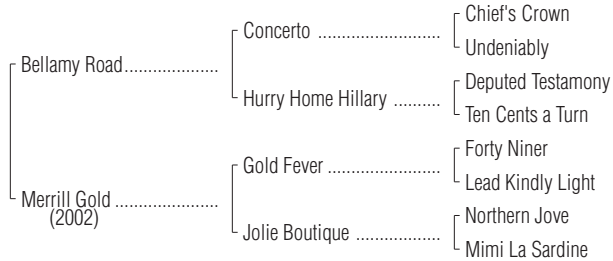 Chief's Crown
Concerto ..............................
Undeniably
Bellamy Road....................
Deputed Testamony
Hurry Home Hillary ...........
Ten Cents a Turn
Forty Niner
Gold Fever ...........................
Lead Kindly Light
Merrill Gold ......................
(2002)
Northern Jove
Jolie Boutique .....................
Mimi La Sardine